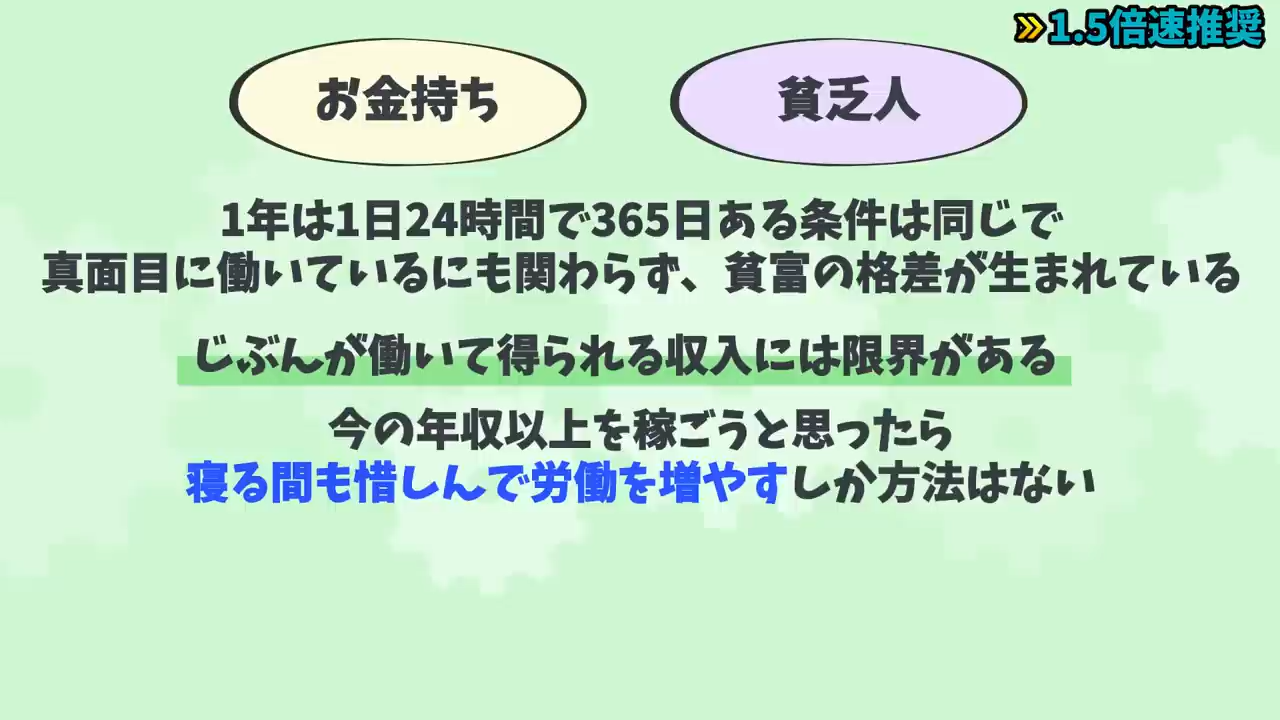 »1.5倍速推奨
お金持ち
貧乏人
1年は1日24時間で365日ある条件は同じで
真面目に働いているにも関わらず、貧富の格差が生まれている
じぶんが働いて得られる収入には限界がある
今の年収以上を稼ごうと思ったら
寝る間も惜しんで労働を増やすしか方法はない